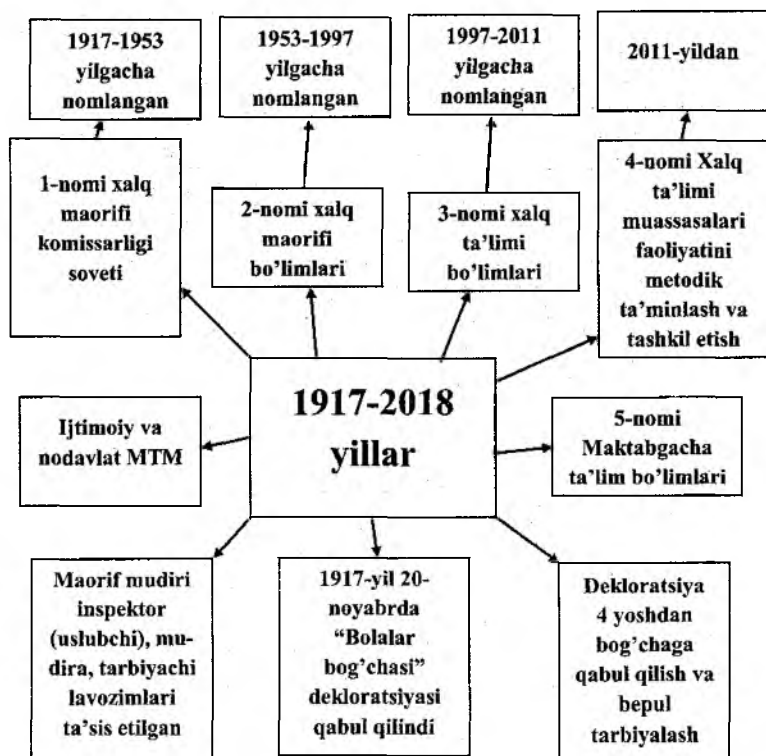 1917-1953
yilgacha
nomlangan
1953-1997
yilgacha
nomlangan
1997-2011
yilgacha
nomlangan
2011-yildan
1-nomi xalq
maorifi
komissarligi
soveti
2-nomi xalq
maorifi
bo'limlari
3-nomi xalq
ta'limi
bo'limlari
4-nomi Xalq
ta'limi
muassasalari
faoliyatini
metodik
ta'minlash va
tashkil etish
1917-2018
yillar
Ijtimoiy va
nodavlat MTM
5-nomi
Maktabgacha
ta'lim bo'limlari
Maorif mudiri
inspektor
(uslubchi), mu-
dira, tarbiyachi
lavozimlari
ta'sis etilgan
1917-yil 20-
noyabrda
“Bolalar
bog'chasi”
dekloratsiyasi
qabul qilindi
Dekloratsiya
4 yoshdan
bog'chaga
qabul qilish va
bepul
tarbiyalash